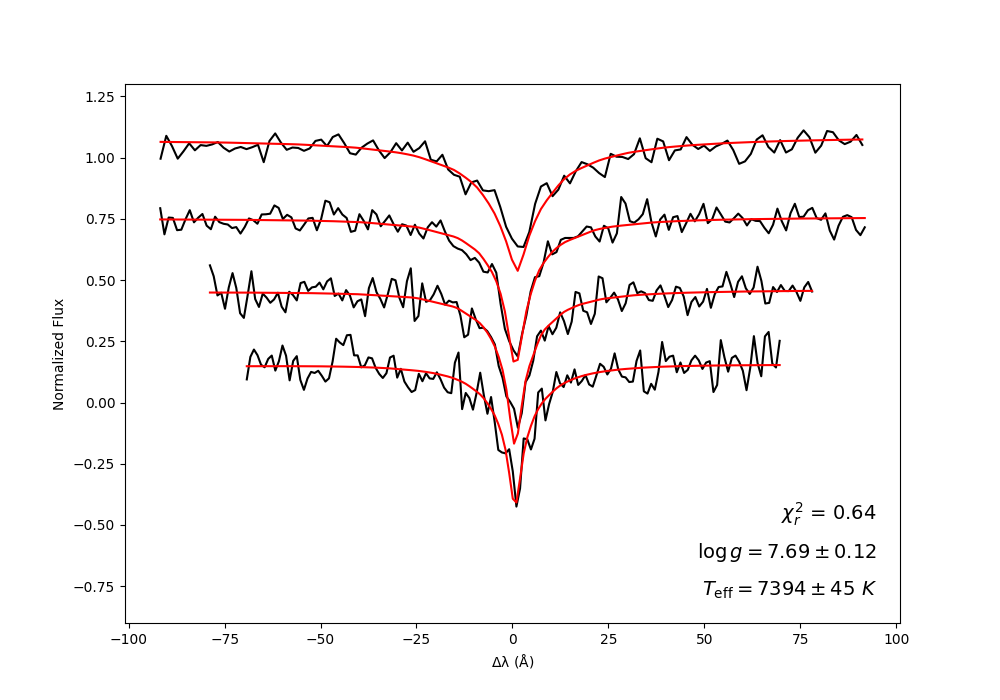 1.25
1.00
0.75
0.50
0.25
0.00
−0.25
−0.50
−0.75
Normalized Flux
χ²ᵣ = 0.64
log g = 7.69 ± 0.12
T_eff = 7394 ± 45 K
−100 −75 −50 −25 0 25 50 75 100
Δλ (Å)